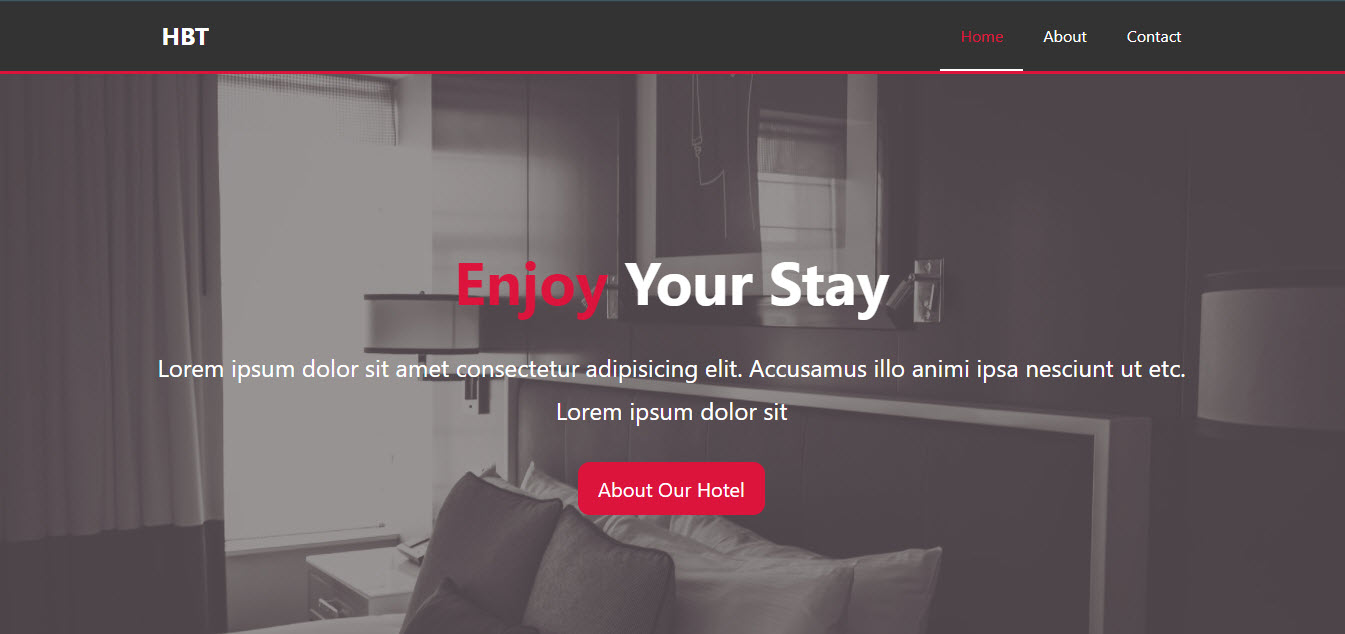 HBT
Home
About
Contact
Enjoy Your Stay
Lorem ipsum dolor sit amet consectetur adipisicing elit. Accusamus illo animi ipsa nesciunt ut etc.
Lorem ipsum dolor sit
About Our Hotel